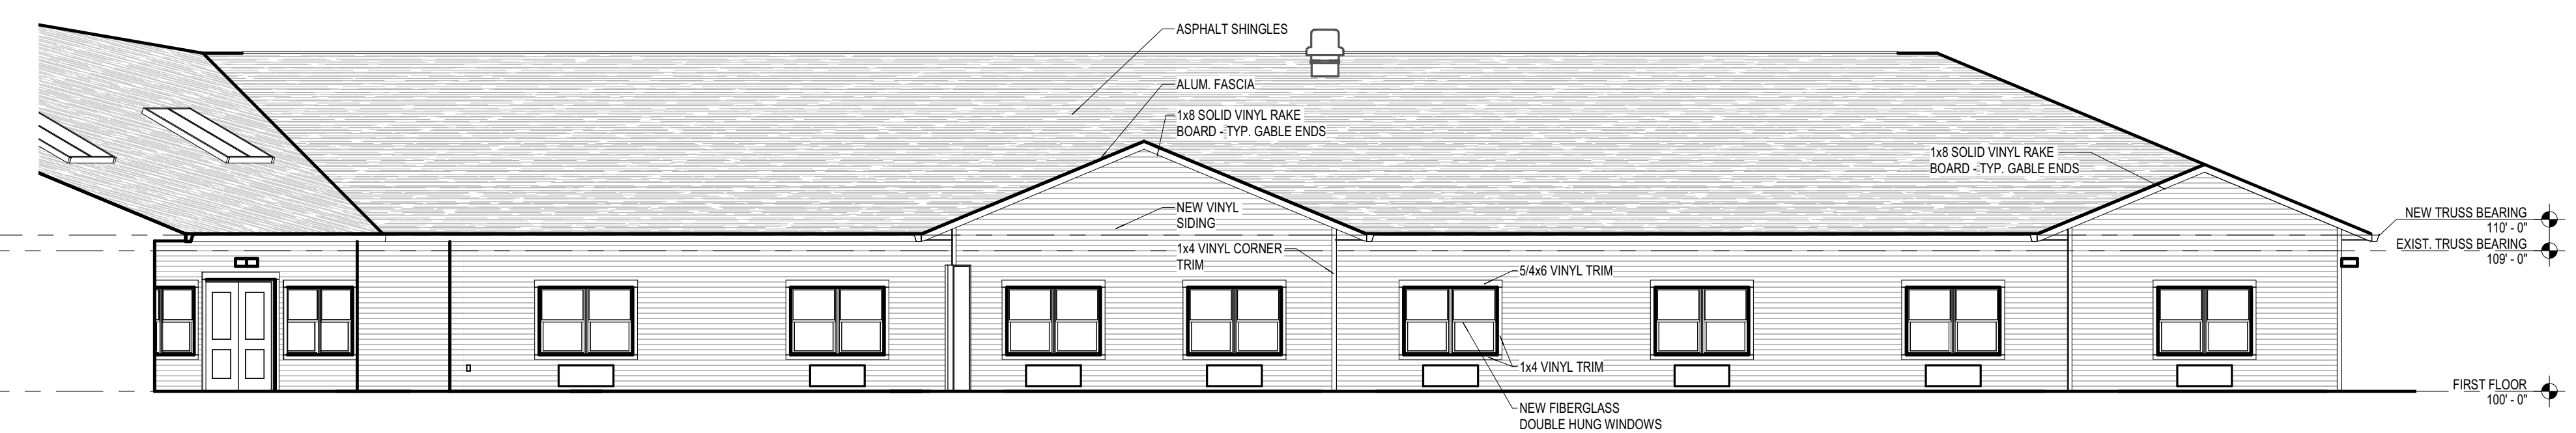 ASPHALT SHINGLES
ALUM. FASCIA
1x8 SOLID VINYL RAKE
BOARD - TYP. GABLE ENDS
1x8 SOLID VINYL RAKE
BOARD - TYP. GABLE ENDS
NEW VINYL
SIDING
NEW TRUSS BEARING
110' - 0"
1x4 VINYL CORNER
TRIM
EXIST. TRUSS BEARING
109' - 0"
5/4x6 VINYL TRIM
1x4 VINYL TRIM
FIRST FLOOR
100' - 0"
NEW FIBERGLASS
DOUBLE HUNG WINDOWS